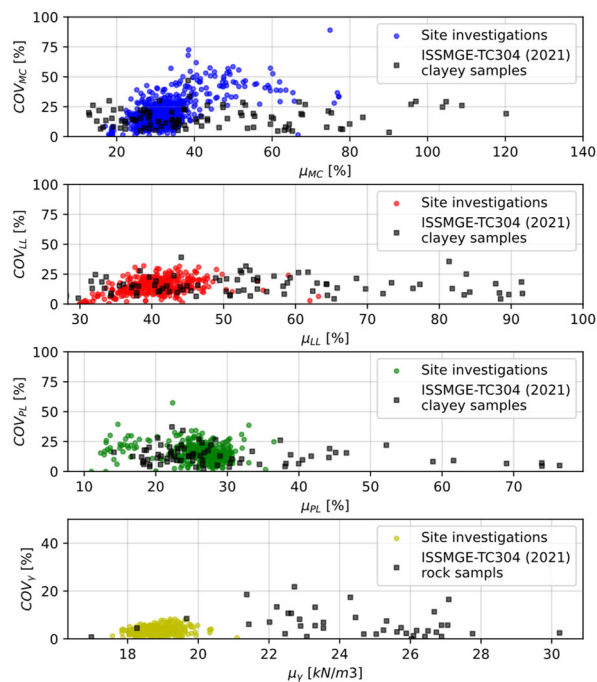 100
75
50
25
0
COV_MC [%]
Site investigations
ISSMGE-TC304 (2021)
clayey samples
20 40 60 80 100 120 140
μ_MC [%]
100
75
50
25
0
COV_LL [%]
Site investigations
ISSMGE-TC304 (2021)
clayey samples
30 40 50 60 70 80 90 100
μ_LL [%]
100
75
50
25
0
COV_PL [%]
Site investigations
ISSMGE-TC304 (2021)
clayey samples
10 20 30 40 50 60 70
μ_PL [%]
40
20
0
COV_γ [%]
Site investigations
ISSMGE-TC304 (2021)
rock sampls
18 20 22 24 26 28 30
μ_γ [kN/m3]